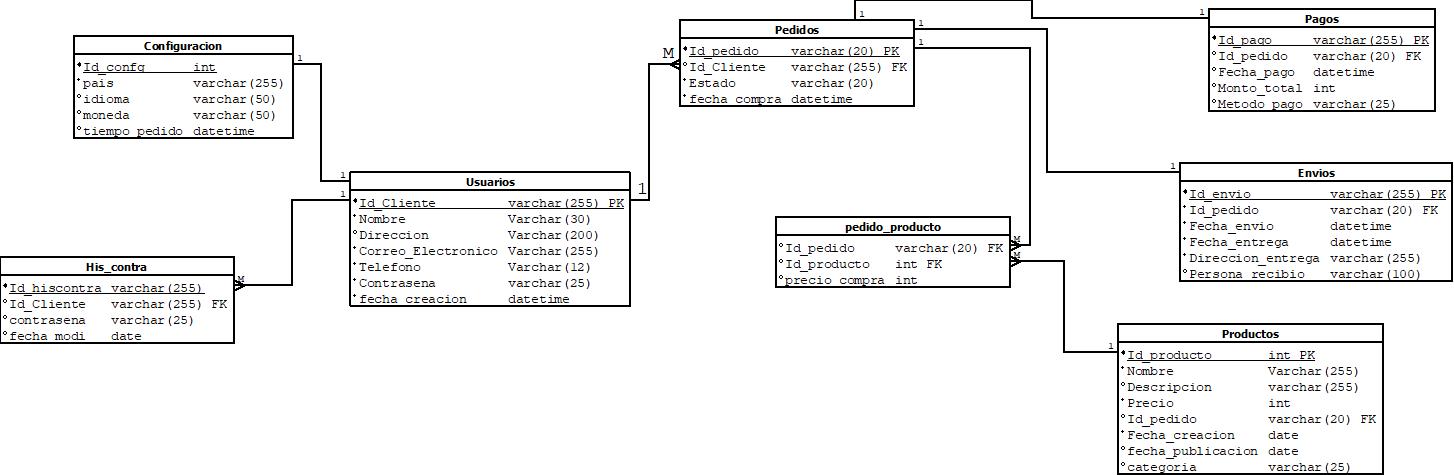 Configuracion
Id_confg int
pais varchar(255)
idioma varchar(50)
moneda varchar(50)
tiempo_pedido datetime
1
1
Usuarios
Id_Cliente varchar(255) PK
Nombre Varchar(30)
Direccion Varchar(200)
Correo_Electronico Varchar(255)
Telefono Varchar(12)
Contrasena varchar(25)
fecha_creacion datetime
1
M
His_contra
Id_hiscontra varchar(255)
Id_Cliente varchar(255) FK
contrasena varchar(25)
fecha_modi date
1
M
Pedidos
Id_pedido varchar(20) PK
Id_Cliente varchar(255) FK
Estado varchar(20)
fecha_compra datetime
1
1
1
1
Pagos
Id_pago varchar(255) PK
Id_pedido varchar(20) FK
Fecha_pago datetime
Monto_total int
Metodo_pago varchar(25)
1
Envios
Id_envio varchar(255) PK
Id_pedido varchar(20) FK
Fecha_envio datetime
Fecha_entrega datetime
Direccion_entrega varchar(255)
Persona_recibio varchar(100)
pedido_producto
Id_pedido varchar(20) FK
Id_producto int FK
precio_compra int
M
M
1
Productos
Id_producto int PK
Nombre Varchar(255)
Descripcion varchar(255)
Precio int
Id_pedido varchar(20) FK
Fecha_creacion date
fecha_publicacion date
categoria varchar(25)